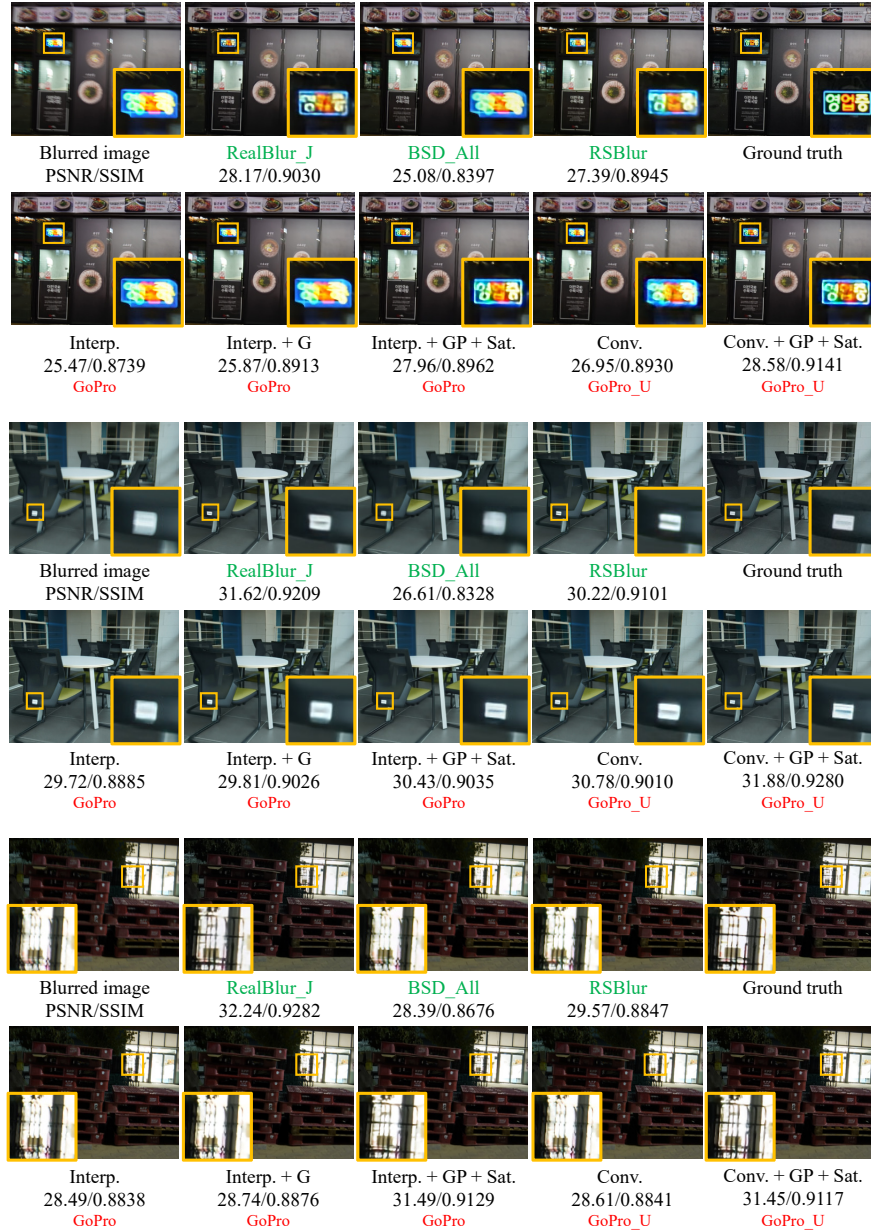 영업중
Blurred image RealBlur_J BSD_All RSBlur Ground truth
PSNR/SSIM 28.17/0.9030 25.08/0.8397 27.39/0.8945
Interp. Interp. + G Interp. + GP + Sat. Conv. Conv. + GP + Sat.
25.47/0.8739 25.87/0.8913 27.96/0.8962 26.95/0.8930 28.58/0.9141
GoPro GoPro GoPro GoPro_U GoPro_U
Blurred image RealBlur_J BSD_All RSBlur Ground truth
PSNR/SSIM 31.62/0.9209 26.61/0.8328 30.22/0.9101
Interp. Interp. + G Interp. + GP + Sat. Conv. Conv. + GP + Sat.
29.72/0.8885 29.81/0.9026 30.43/0.9035 30.78/0.9010 31.88/0.9280
GoPro GoPro GoPro GoPro_U GoPro_U
Blurred image RealBlur_J BSD_All RSBlur Ground truth
PSNR/SSIM 32.24/0.9282 28.39/0.8676 29.57/0.8847
Interp. Interp. + G Interp. + GP + Sat. Conv. Conv. + GP + Sat.
28.49/0.8838 28.74/0.8876 31.49/0.9129 28.61/0.8841 31.45/0.9117
GoPro GoPro GoPro GoPro_U GoPro_U